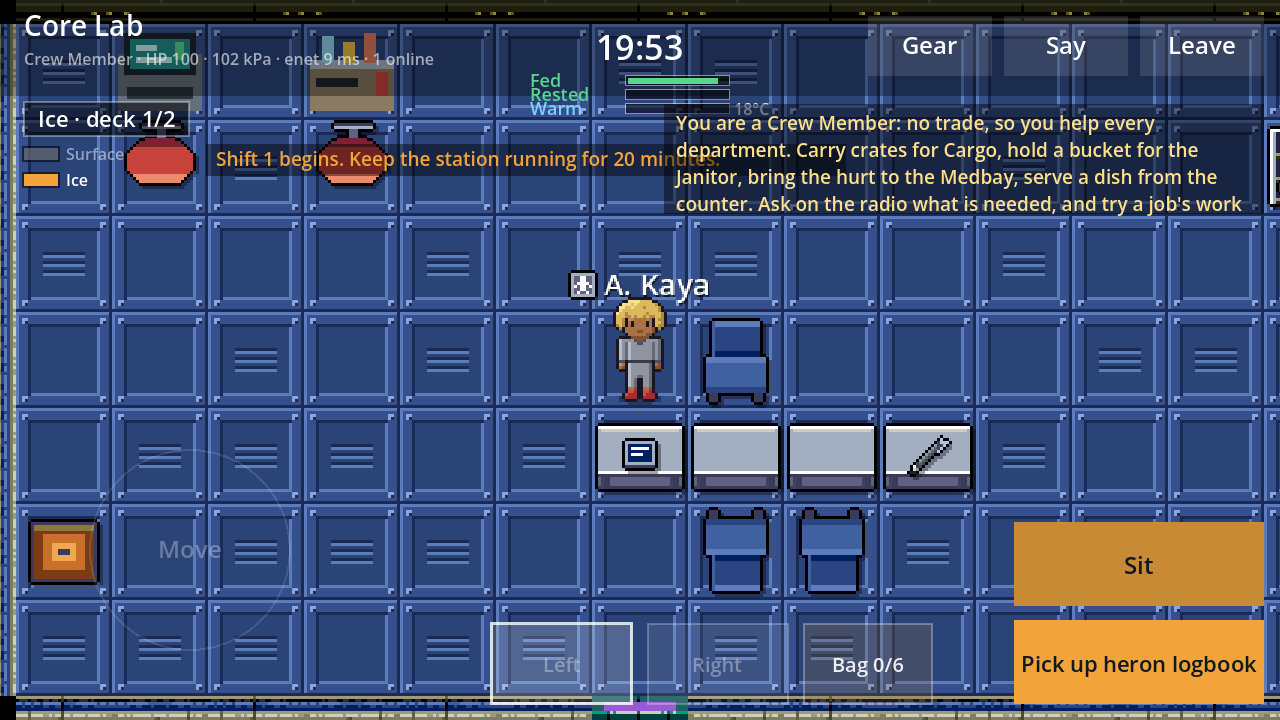 Core Lab
Crew Member · HP 100 · 102 kPa · enet 9 ms · 1 online
19:53
Gear
Say
Leave
Fed
Rested
Warm
18°C
Ice · deck 1/2
Surface
Ice
Shift 1 begins. Keep the station running for 20 minutes.
You are a Crew Member: no trade, so you help every
department. Carry crates for Cargo, hold a bucket for the
Janitor, bring the hurt to the Medbay, serve a dish from the
counter. Ask on the radio what is needed, and try a job's work
A. Kaya
Move
Sit
Left
Right
Bag 0/6
Pick up heron logbook